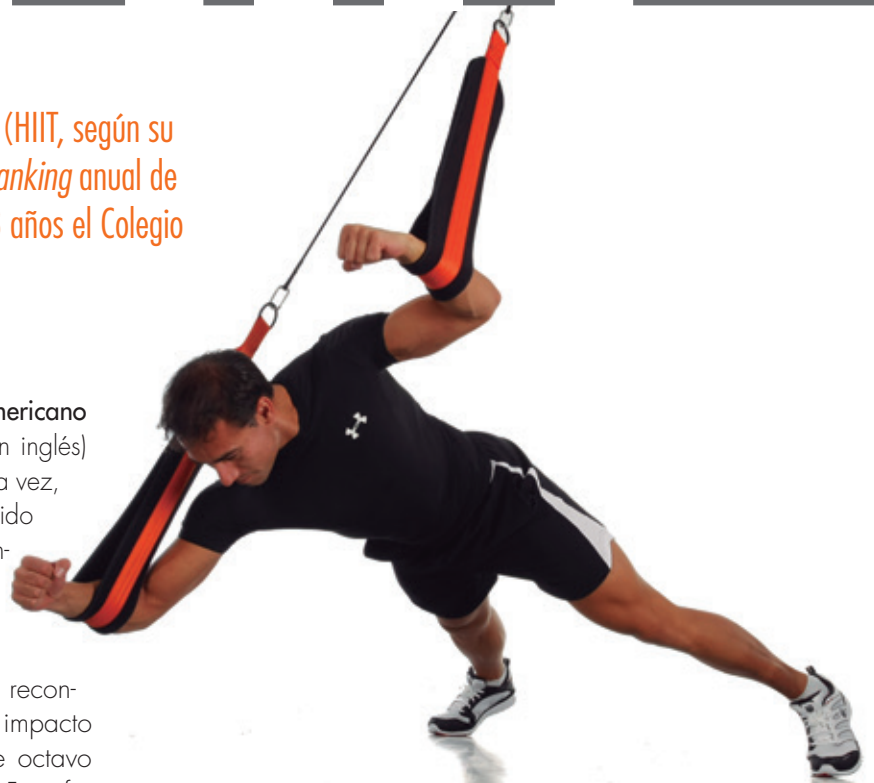 (HIIT, según su
anking anual de
años el Colegio
mericano
n inglés)
a vez,
ido
n-
recon-
impacto
e octavo